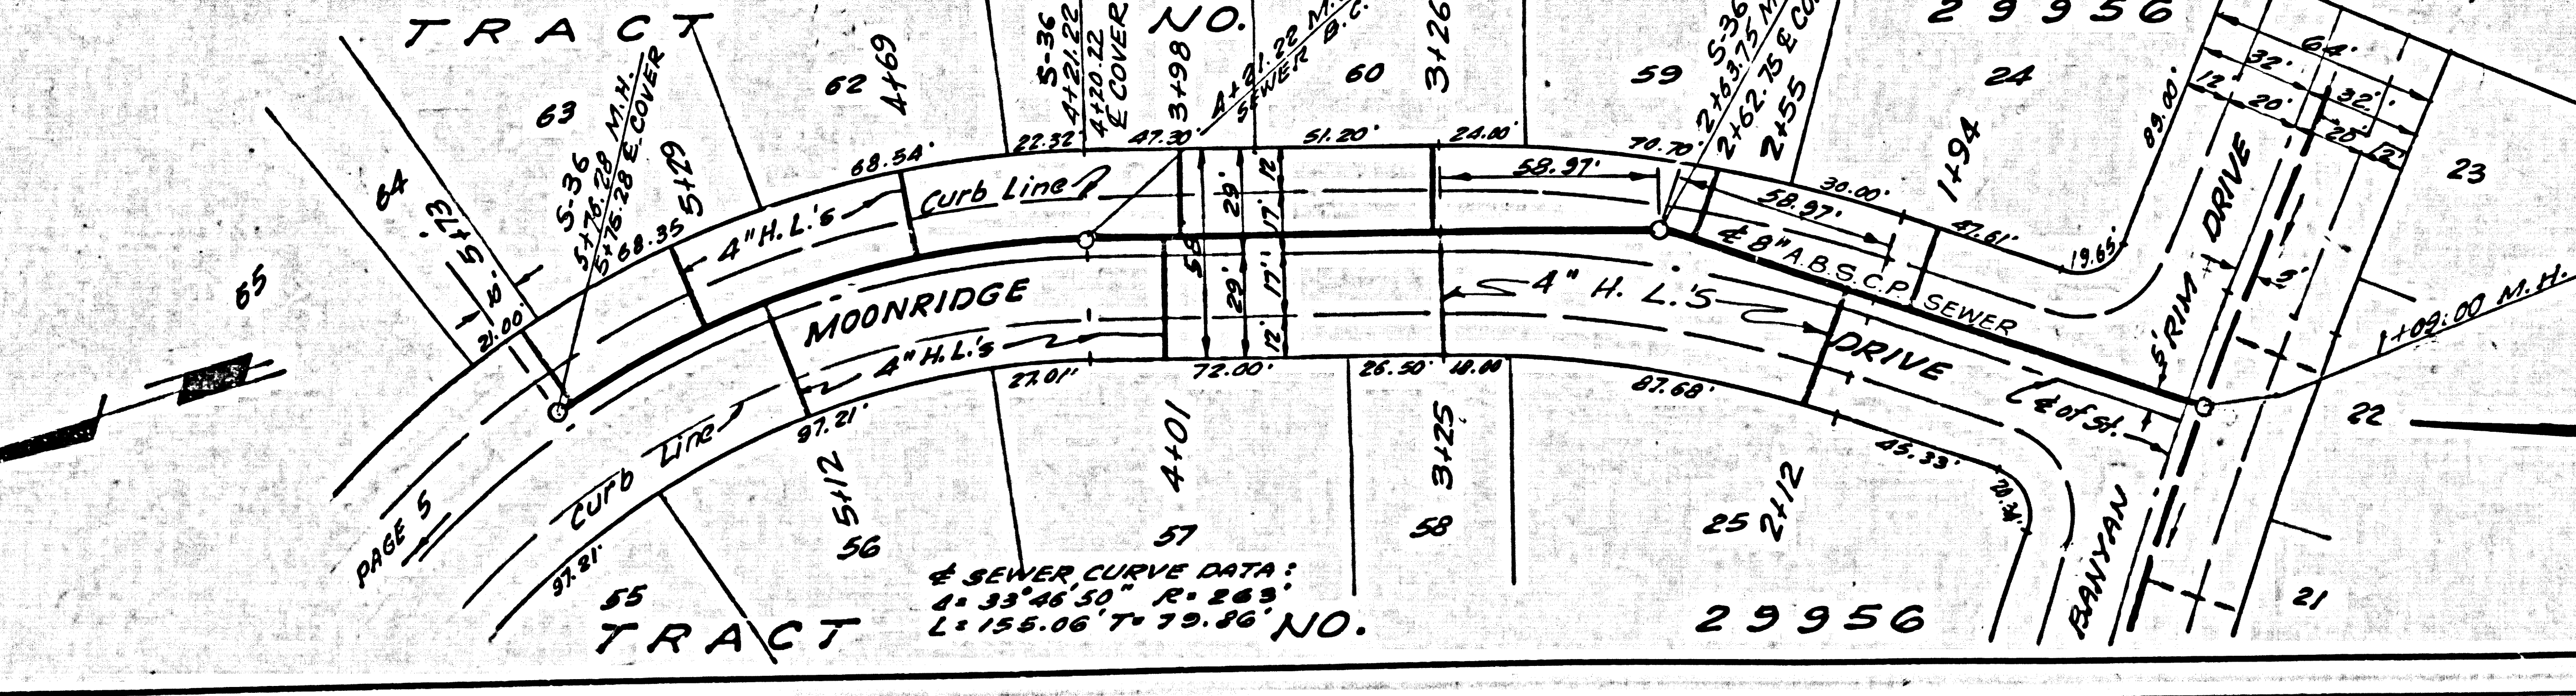 TRACT
NO.
29956
65
64
63
62
60
59
24
23
22
21
5+73
S-36
5+76.28 M.H.
5+75.28 ℄ COVER
5+29
4+69
S-36
4+21.22
4+20.22
℄ COVER
3+98
4+21.22
SEWER B.C.
3+26
S-36
2+63.75
2+62.75 ℄
2+55
1+94
21.00'
68.35
68.54'
22.32'
47.30'
51.20'
24.00'
70.70'
30.00'
47.61'
19.65'
89.00'
64'
32'
32'
12'
20'
20'
12'
58.97'
58.97'
4" H.L.'s
Curb Line
29'
12'
17'
58'
29'
17'
12'
℄ 8" A.B.S.C.P. SEWER
MOONRIDGE
DRIVE
4" H.L.'s
4" H. L.'S
RIM
DRIVE
5'
3'
1+09.00 M.H.
℄ of St.
PAGE 5
Curb Line
97.81'
97.21'
27.01'
72.00'
26.50'
18.00
87.68'
45.33'
BANYAN
5+12
4+01
3+25
2+12
55
56
57
58
25
℄ SEWER CURVE DATA:
Δ= 33°46'50" R= 263'
L= 155.06' T= 79.86'
TRACT
NO.
29956